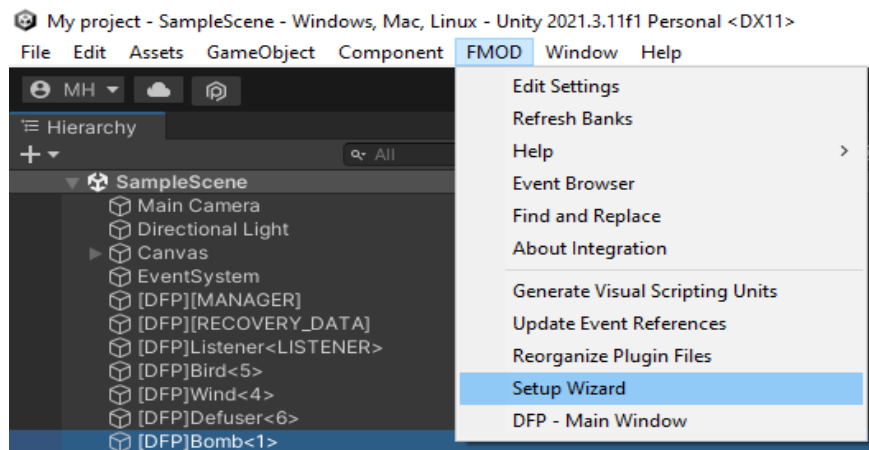 My project - SampleScene - Windows, Mac, Linux - Unity 2021.3.11f1 Personal <DX11>
File Edit Assets GameObject Component FMOD Window Help
MH
Hierarchy
All
SampleScene
Main Camera
Directional Light
Canvas
EventSystem
[DFP][MANAGER]
[DFP][RECOVERY_DATA]
[DFP]Listener<LISTENER>
[DFP]Bird<5>
[DFP]Wind<4>
[DFP]Defuser<6>
[DFP]Bomb<1>
Edit Settings
Refresh Banks
Help
Event Browser
Find and Replace
About Integration
Generate Visual Scripting Units
Update Event References
Reorganize Plugin Files
Setup Wizard
DFP - Main Window